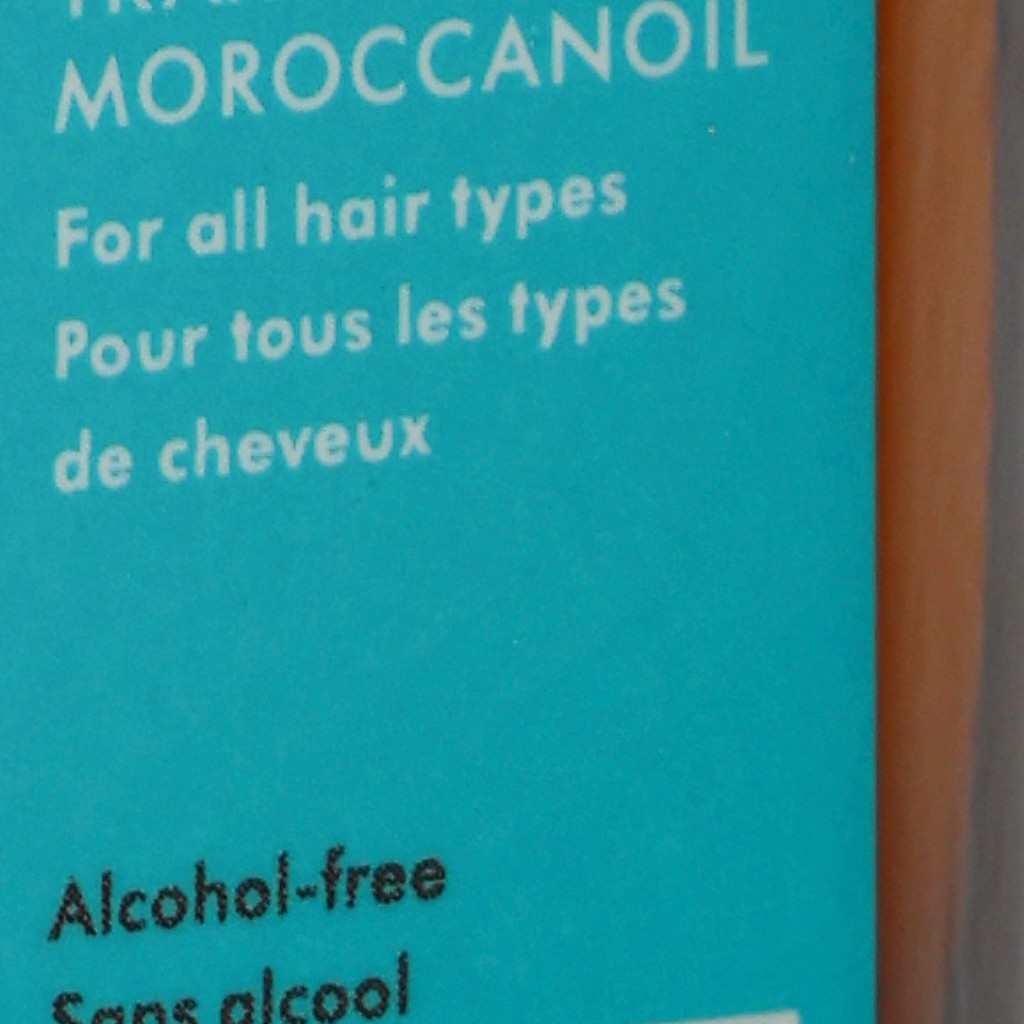 MOROCCANOIL
For all hair types
Pour tous les types
de cheveux
Alcohol-free
Sans alcool